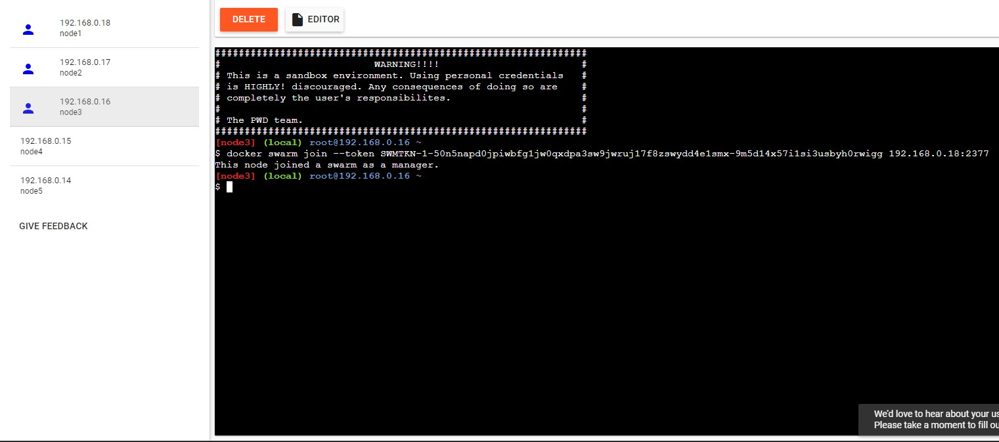 192.168.0.18
node1
192.168.0.17
node2
192.168.0.16
node3
192.168.0.15
node4
192.168.0.14
node5
GIVE FEEDBACK
DELETE
EDITOR
###############################################################
#                          WARNING!!!!                        #
# This is a sandbox environment. Using personal credentials   #
# is HIGHLY! discouraged. Any consequences of doing so are    #
# completely the user's responsibilites.                      #
#                                                             #
# The PWD team.                                               #
###############################################################
[node3] (local) root@192.168.0.16 ~
$ docker swarm join --token SWMTKN-1-50n5napd0jpiwbfg1jw0qxdpa3sw9jwruj17f8zswydd4e1smx-9m5d14x57i1si3usbyh0rwigg 192.168.0.18:2377
This node joined a swarm as a manager.
[node3] (local) root@192.168.0.16 ~
$
We'd love to hear about your us
Please take a moment to fill ou